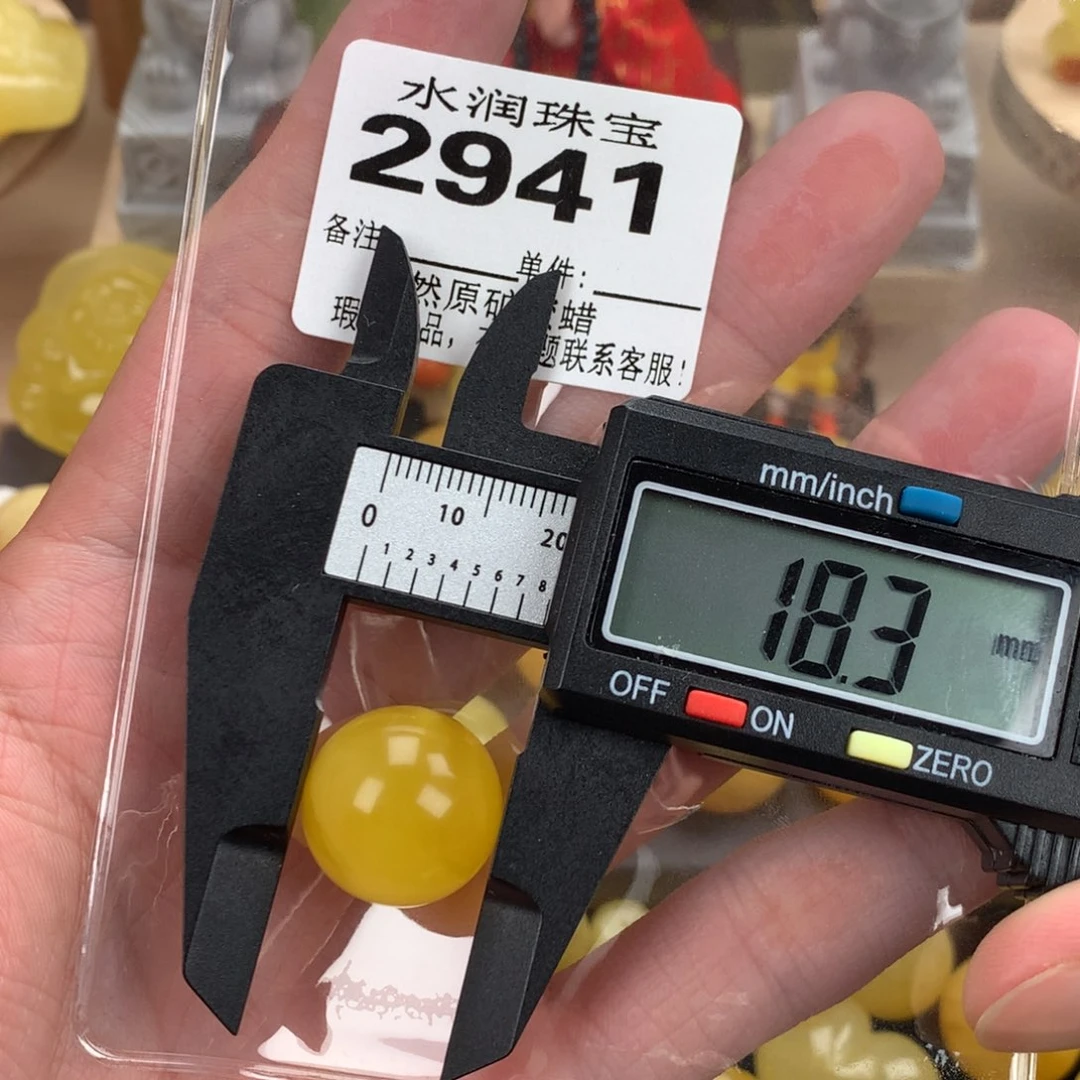 水润珠宝
2941
备注 单件:
然原矿 蜡
瑕 品, 题联系客服!
mm/inch
0 10 20
1 2 3 4 5 6 7 8
18.3 mm
OFF ON ZERO